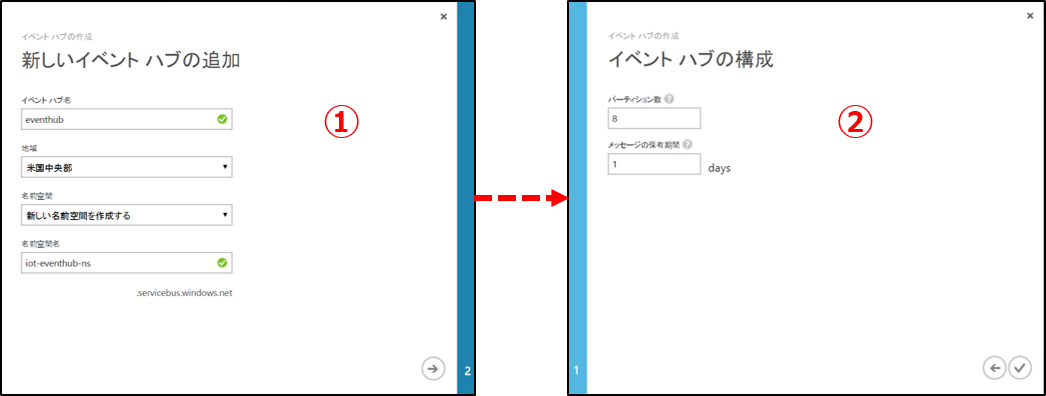 イベント ハブの作成
新しいイベント ハブの追加
イベント ハブ名
eventhub
地域
米国中央部
名前空間
新しい名前空間を作成する
名前空間名
iot-eventhub-ns
.servicebus.windows.net
①
2
イベント ハブの作成
イベント ハブの構成
パーティション数 ?
8
メッセージの保有期間 ?
1 days
②
1